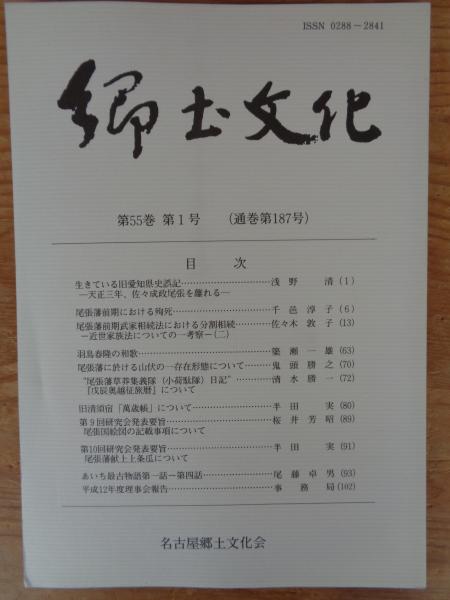 ISSN 0288－2841
郷土文化
第55巻 第1号 （通巻第187号）
目 次
生きている旧愛知県史誤記…………………………浅野 清（1）
―天正三年、佐々成政尾張を離れる―
尾張藩前期における殉死……………………………千邑淳子（6）
尾張藩前期武家相続法における分割相続…………佐々木敦子（13）
－近世家族法についての一考察－（二）
羽鳥春隆の和歌………………………………………簗瀬一雄（63）
尾張藩に於ける山伏の一存在形態について………鬼頭勝之（70）
“尾張藩草莽集義隊（小荷駄隊）日記”……………清水勝一（72）
『戊辰奥越征旅暦』について
旧清須宿「萬歳帳」について………………………半田 実（80）
第9回研究会発表要旨………………………………桜井芳昭（89）
尾張国絵図の記載事項について
第10回研究会発表要旨………………………………半田 実（91）
尾張藩献上上条瓜について
あいち最古物語第一話－第四話……………………尾藤卓男（93）
平成12年度理事会報告………………………………事務局（102）
名古屋郷土文化会